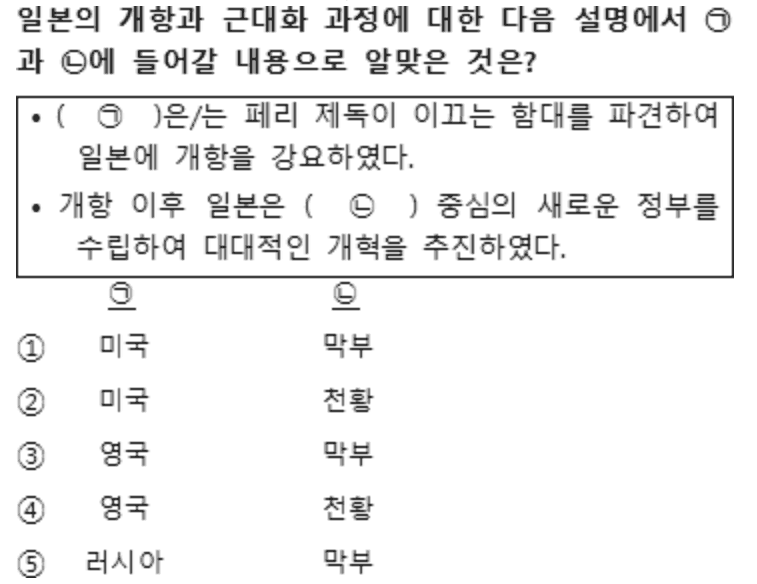 일본의 개항과 근대화 과정에 대한 다음 설명에서 ㉠
과 ㉡에 들어갈 내용으로 알맞은 것은?
• ( ㉠ )은/는 페리 제독이 이끄는 함대를 파견하여
일본에 개항을 강요하였다.
• 개항 이후 일본은 ( ㉡ ) 중심의 새로운 정부를
수립하여 대대적인 개혁을 추진하였다.
㉠ ㉡
① 미국 막부
② 미국 천황
③ 영국 막부
④ 영국 천황
⑤ 러시아 막부